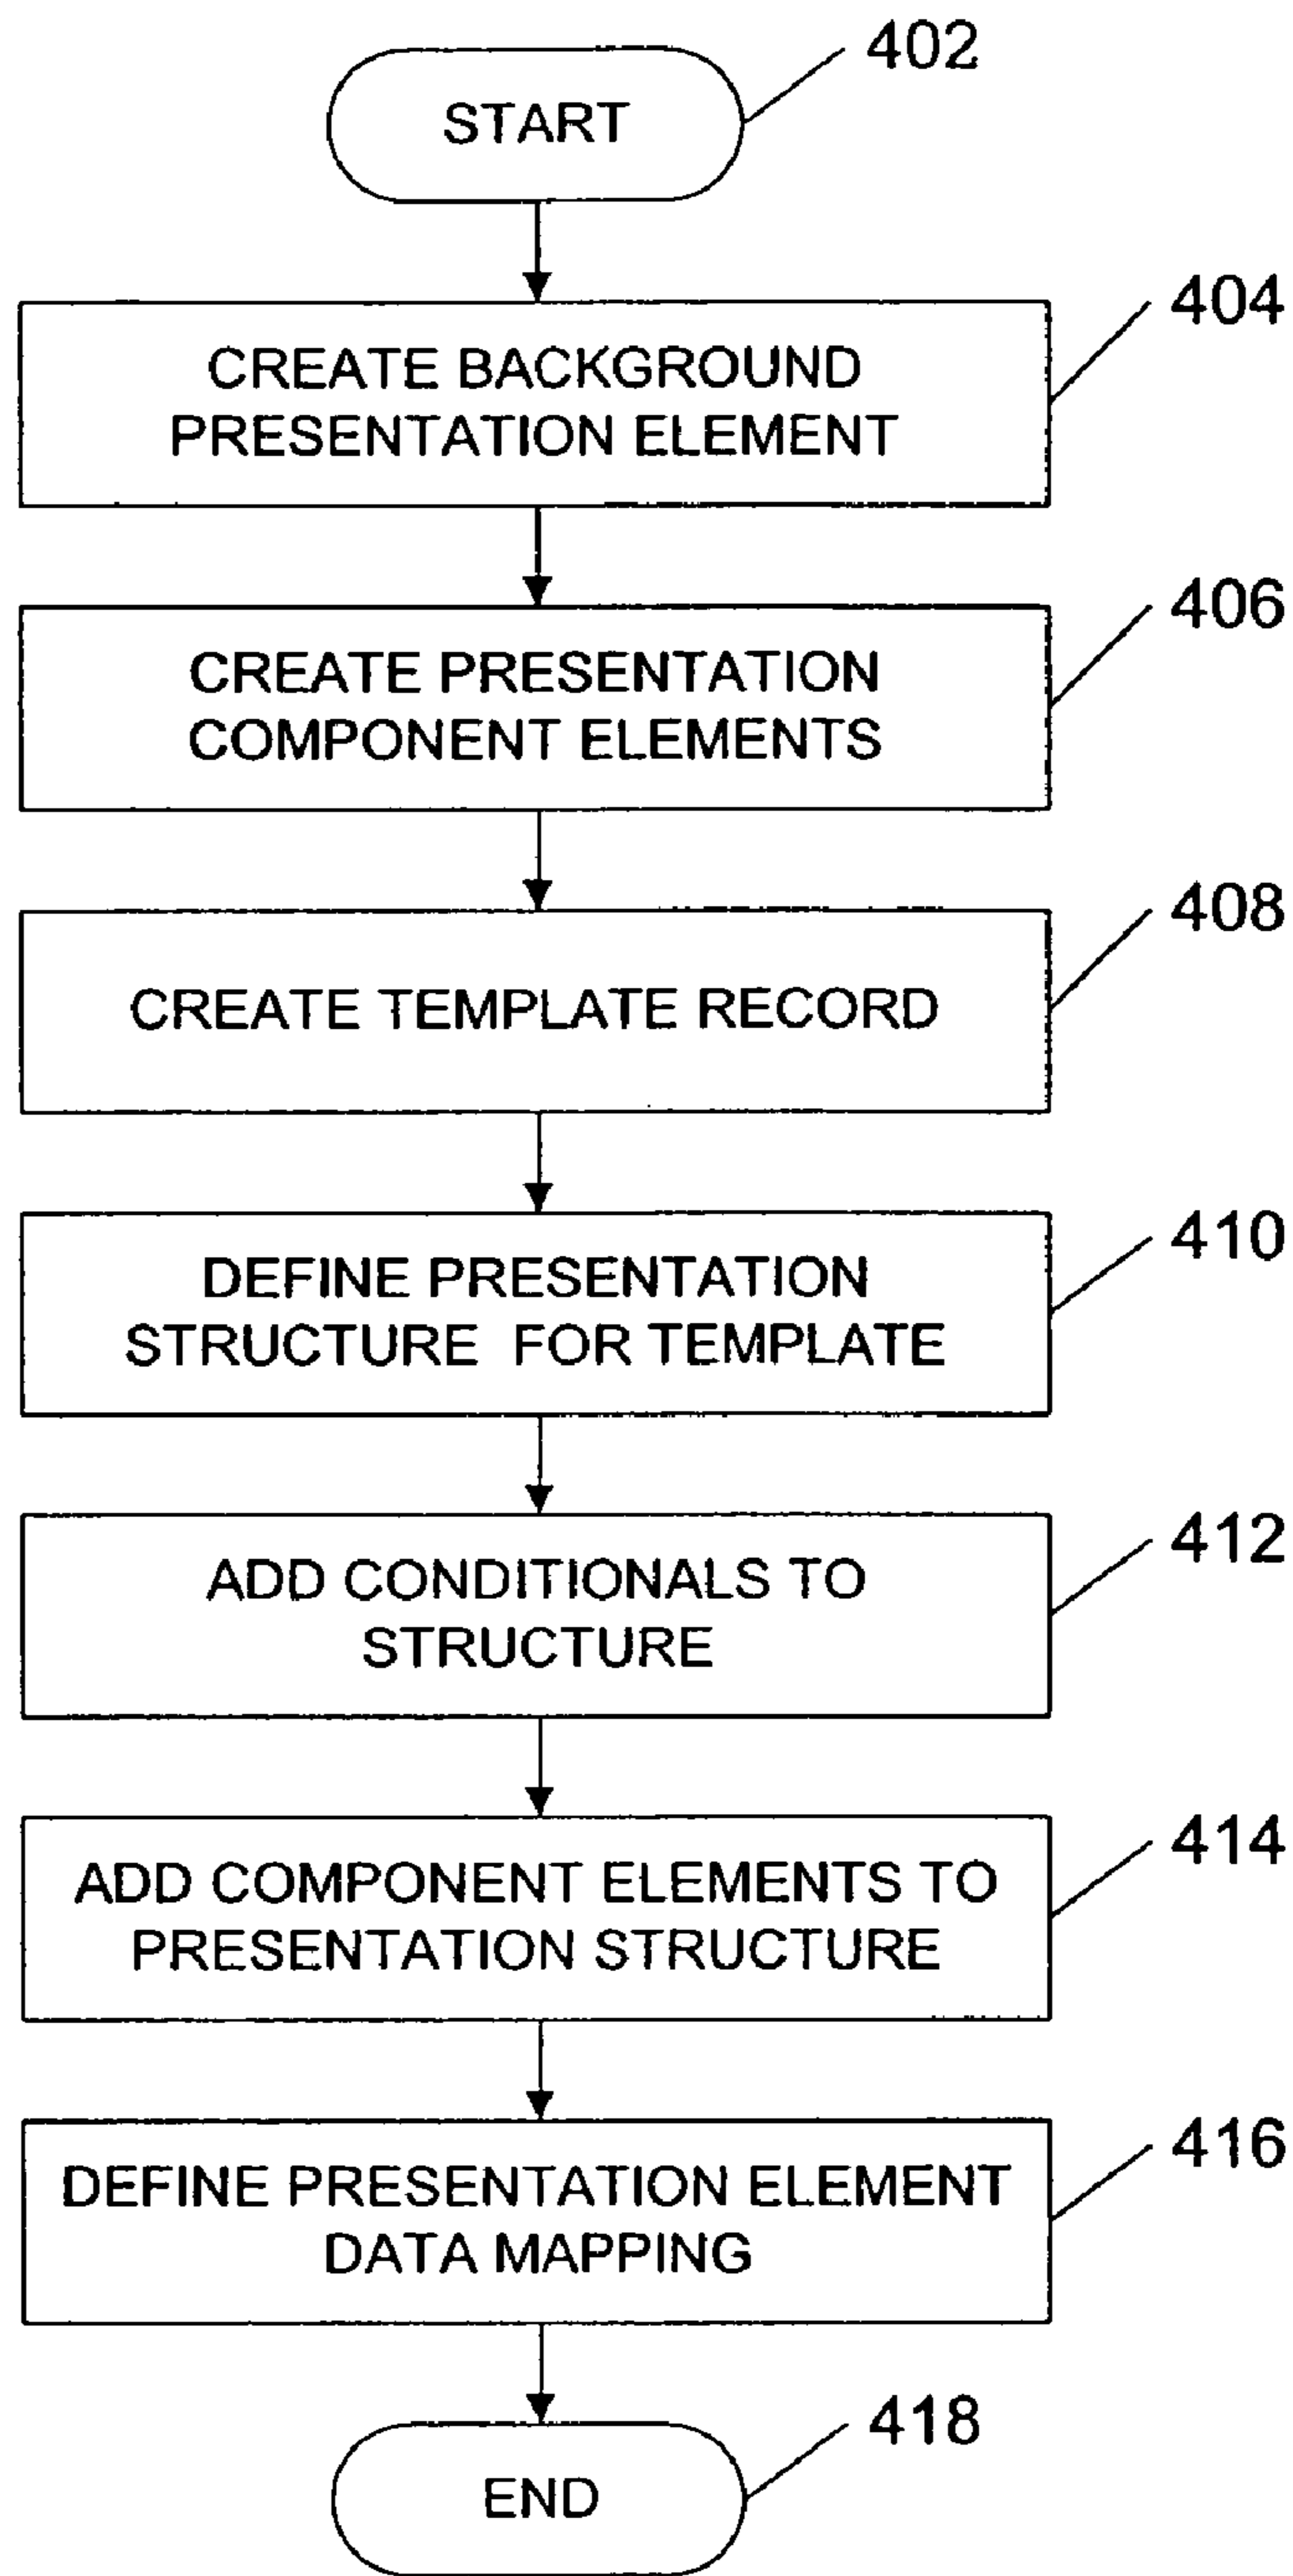 402
START
404
CREATE BACKGROUND
PRESENTATION ELEMENT
406
CREATE PRESENTATION
COMPONENT ELEMENTS
408
CREATE TEMPLATE RECORD
410
DEFINE PRESENTATION
STRUCTURE FOR TEMPLATE
412
ADD CONDITIONALS TO
STRUCTURE
414
ADD COMPONENT ELEMENTS TO
PRESENTATION STRUCTURE
416
DEFINE PRESENTATION ELEMENT
DATA MAPPING
418
END